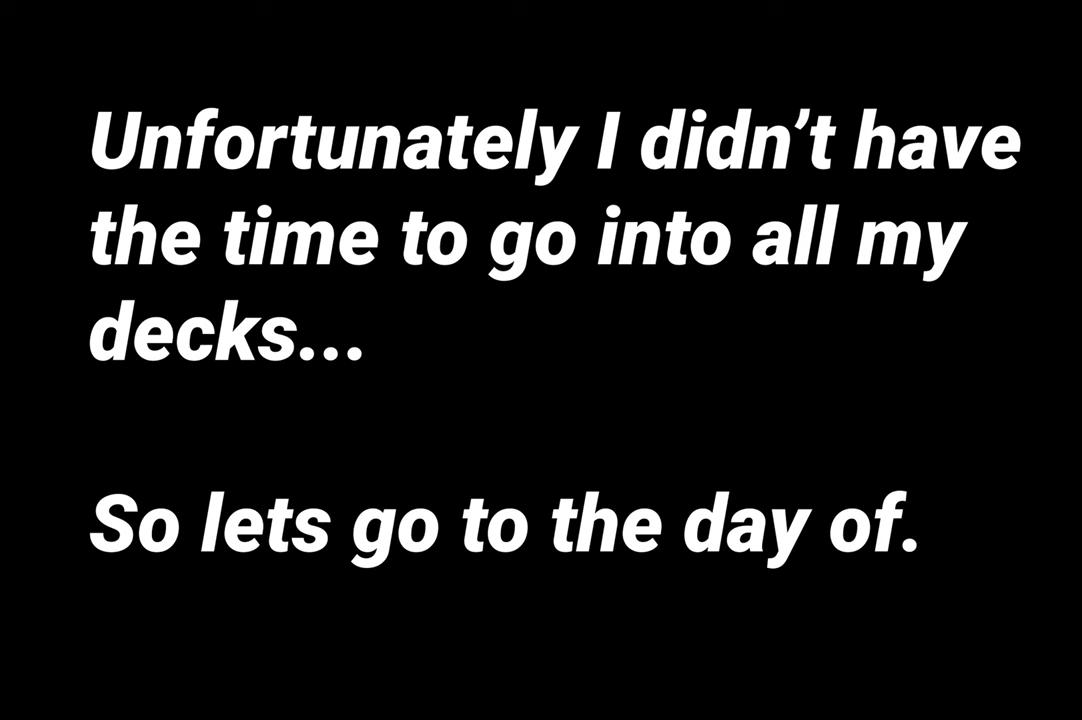 Unfortunately I didn’t have
the time to go into all my
decks...
So lets go to the day of.